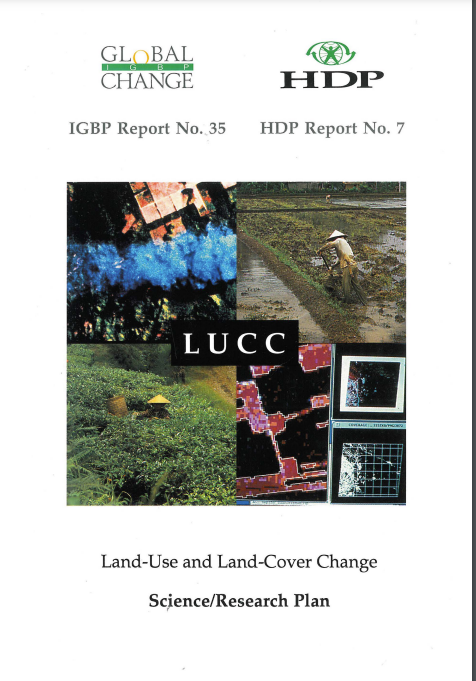 GLOBAL
I G B P
CHANGE
HDP
IGBP Report No. 35
HDP Report No. 7
LUCC
Land-Use and Land-Cover Change
Science/Research Plan